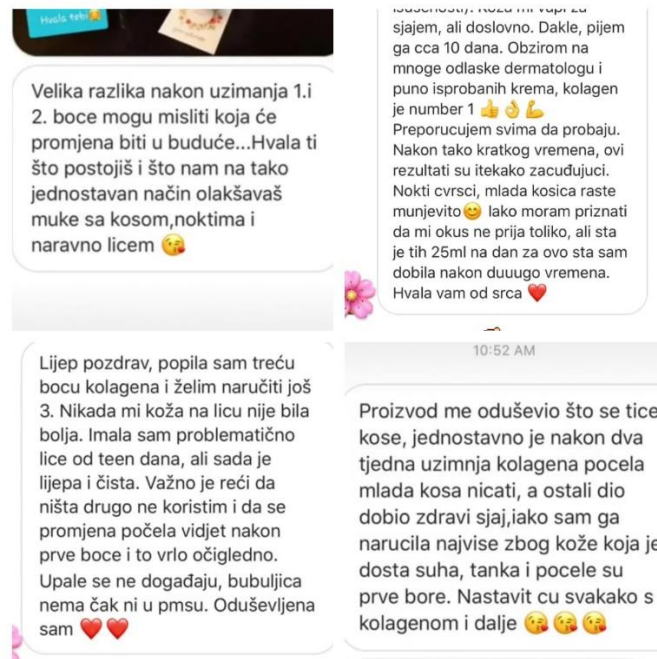 Hvala tebi
Velika razlika nakon uzimanja 1.i
2. boce mogu misliti koja će
promjena biti u buduće...Hvala ti
što postojiš i što nam na tako
jednostavan način olakšavaš
muke sa kosom,noktima i
naravno licem 😘
sjajem, ali doslovno. Dakle, pijem
ga cca 10 dana. Obzirom na
mnoge odlaske dermatologu i
puno isprobanih krema, kolagen
je number 1 👍👌💪
Preporucujem svima da probaju.
Nakon tako kratkog vremena, ovi
rezultati su itekako zacuđujuci.
Nokti cvrsci, mlada kosica raste
munjevito😊 Iako moram priznati
da mi okus ne prija toliko, ali sta
je tih 25ml na dan za ovo sta sam
dobila nakon duuugo vremena.
Hvala vam od srca ❤️
Lijep pozdrav, popila sam treću
bocu kolagena i želim naručiti još
3. Nikada mi koža na licu nije bila
bolja. Imala sam problematično
lice od teen dana, ali sada je
lijepa i čista. Važno je reći da
ništa drugo ne koristim i da se
promjena počela vidjet nakon
prve boce i to vrlo očigledno.
Upale se ne događaju, bubuljica
nema čak ni u pmsu. Oduševljena
sam ❤️❤️
10:52 AM
Proizvod me oduševio što se tice
kose, jednostavno je nakon dva
tjedna uzimnja kolagena pocela
mlada kosa nicati, a ostali dio
dobio zdravi sjaj,iako sam ga
narucila najvise zbog kože koja je
dosta suha, tanka i pocele su
prve bore. Nastavit cu svakako s
kolagenom i dalje 😘😘😘